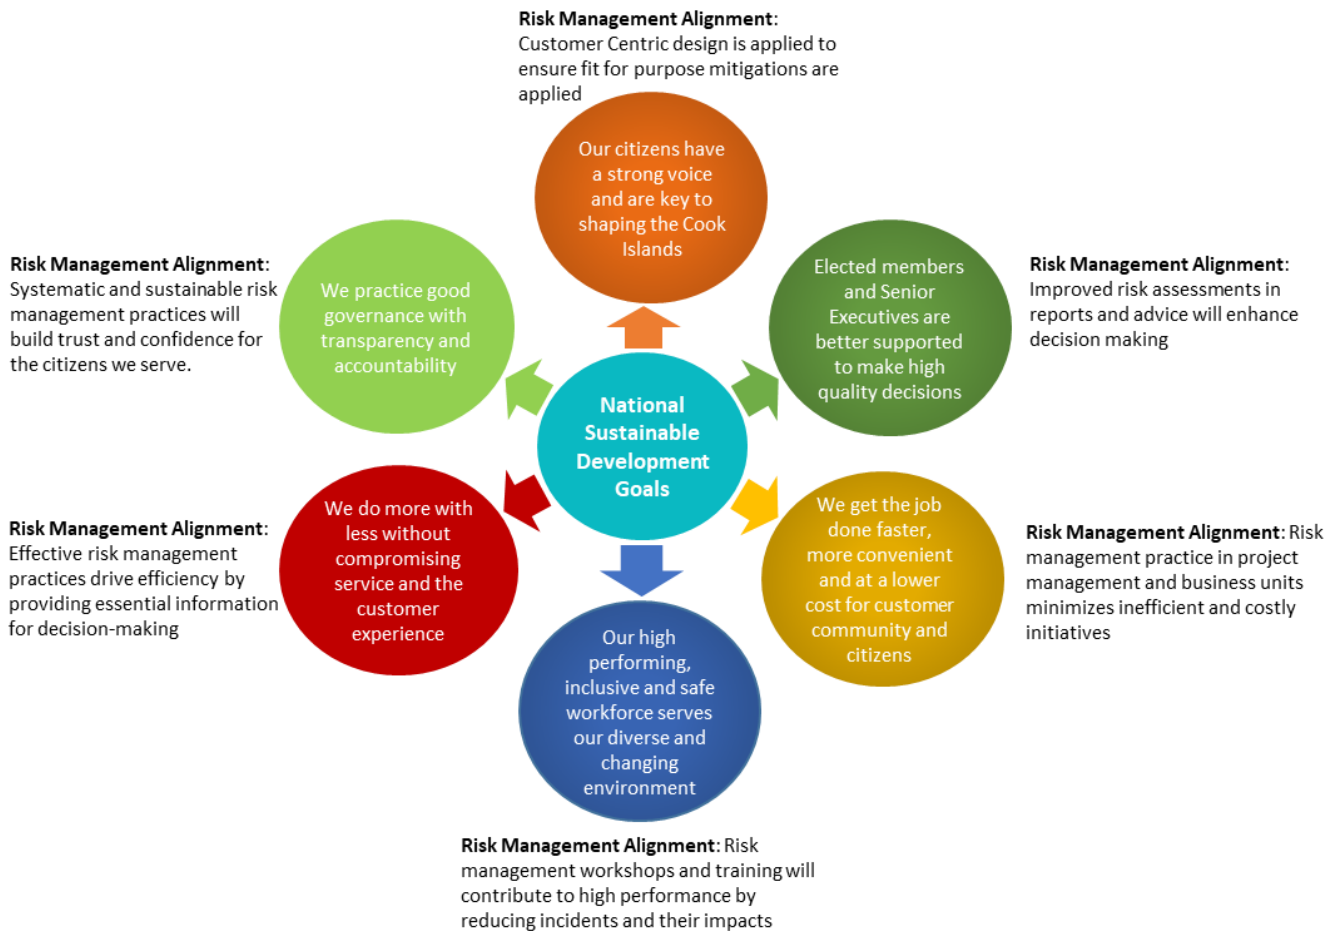 Risk Management Alignment:
Customer Centric design is applied to
ensure fit for purpose mitigations are
applied
Our citizens have
a strong voice
and are key to
shaping the Cook
Islands
Risk Management Alignment:
Systematic and sustainable risk
management practices will
build trust and confidence for
the citizens we serve.
We practice good
governance with
transparency and
accountability
Elected members
and Senior
Executives are
better supported
to make high
quality decisions
Risk Management Alignment:
Improved risk assessments in
reports and advice will enhance
decision making
National
Sustainable
Development
Goals
Risk Management Alignment:
Effective risk management
practices drive efficiency by
providing essential information
for decision-making
We do more with
less without
compromising
service and the
customer
experience
We get the job
done faster,
more convenient
and at a lower
cost for customer
community and
citizens
Risk Management Alignment: Risk
management practice in project
management and business units
minimizes inefficient and costly
initiatives
Our high
performing,
inclusive and safe
workforce serves
our diverse and
changing
environment
Risk Management Alignment: Risk
management workshops and training will
contribute to high performance by
reducing incidents and their impacts